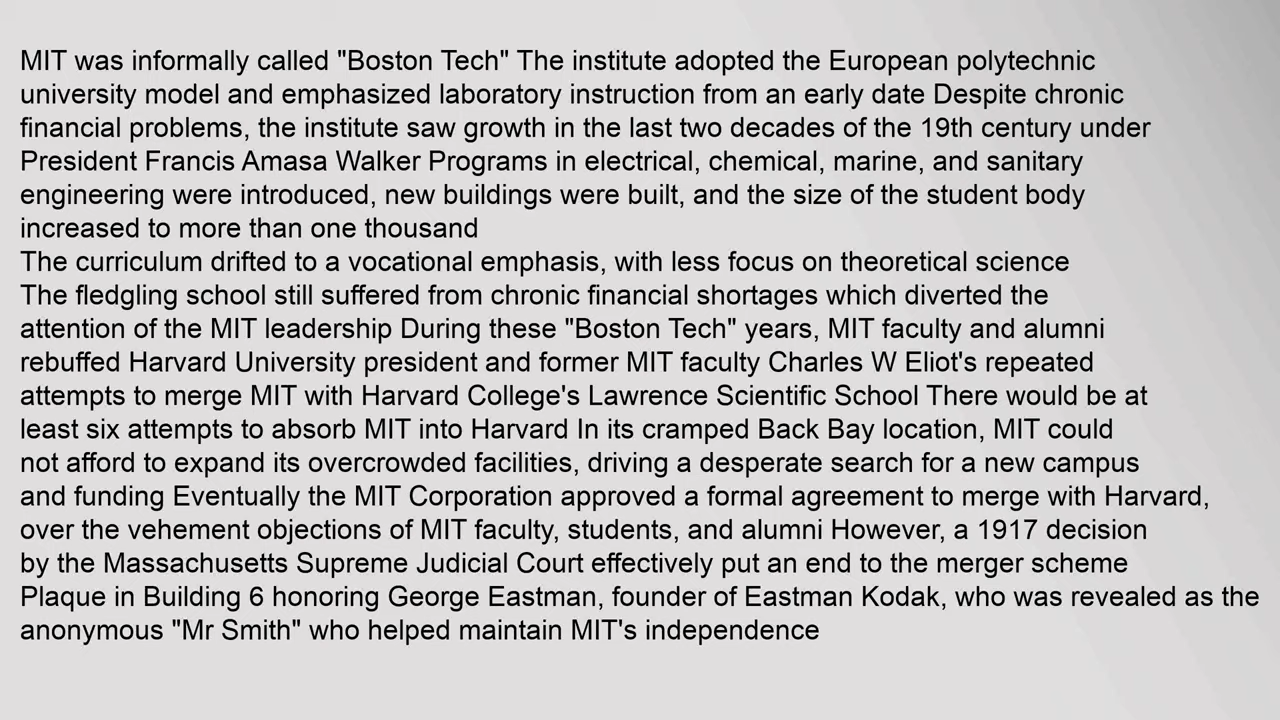 MIT was informally called "Boston Tech" The institute adopted the European polytechnic
university model and emphasized laboratory instruction from an early date Despite chronic
financial problems, the institute saw growth in the last two decades of the 19th century under
President Francis Amasa Walker Programs in electrical, chemical, marine, and sanitary
engineering were introduced, new buildings were built, and the size of the student body
increased to more than one thousand
The curriculum drifted to a vocational emphasis, with less focus on theoretical science
The fledgling school still suffered from chronic financial shortages which diverted the
attention of the MIT leadership During these "Boston Tech" years, MIT faculty and alumni
rebuffed Harvard University president and former MIT faculty Charles W Eliot's repeated
attempts to merge MIT with Harvard College's Lawrence Scientific School There would be at
least six attempts to absorb MIT into Harvard In its cramped Back Bay location, MIT could
not afford to expand its overcrowded facilities, driving a desperate search for a new campus
and funding Eventually the MIT Corporation approved a formal agreement to merge with Harvard,
over the vehement objections of MIT faculty, students, and alumni However, a 1917 decision
by the Massachusetts Supreme Judicial Court effectively put an end to the merger scheme
Plaque in Building 6 honoring George Eastman, founder of Eastman Kodak, who was revealed as the
anonymous "Mr Smith" who helped maintain MIT's independence